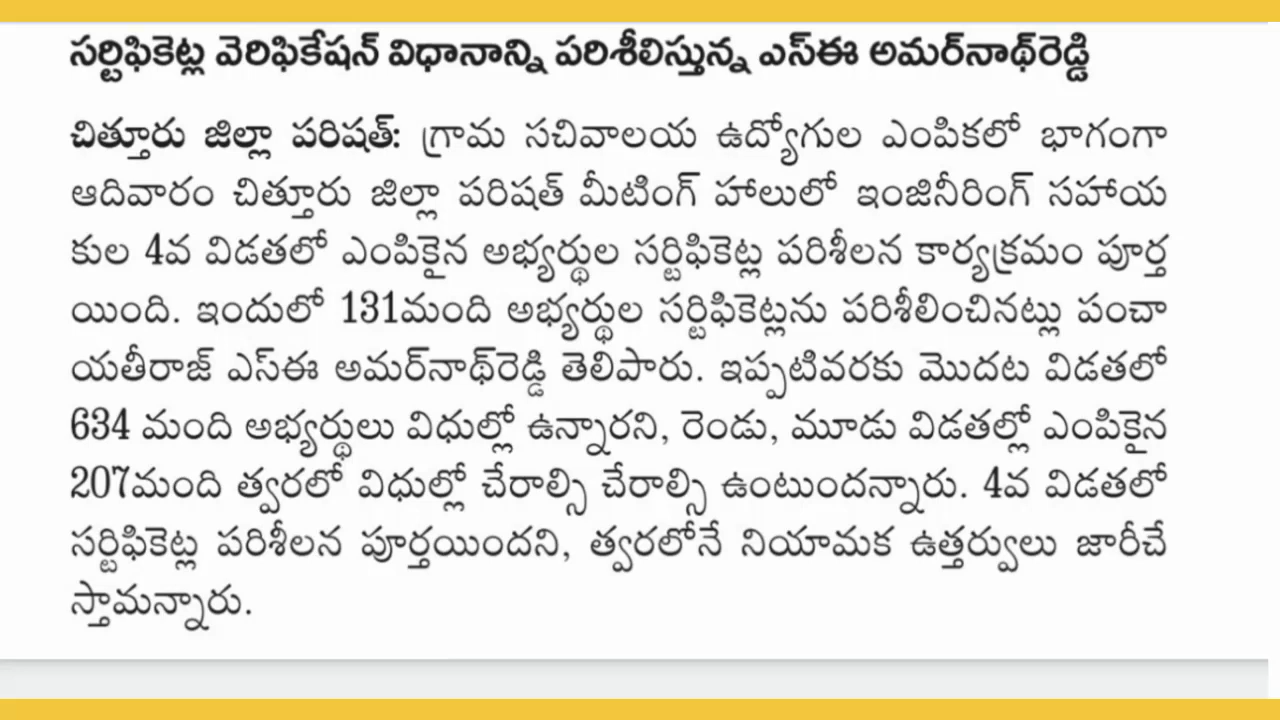 సర్టిఫికెట్ల వెరిఫికేషన్ విధానాన్ని పరిశీలిస్తున్న ఎస్ఈ అమర్‌నాథ్‌రెడ్డి
చిత్తూరు జిల్లా పరిషత్: గ్రామ సచివాలయ ఉద్యోగుల ఎంపికలో భాగంగా
ఆదివారం చిత్తూరు జిల్లా పరిషత్ మీటింగ్ హాలులో ఇంజినీరింగ్ సహాయ
కుల 4వ విడతలో ఎంపికైన అభ్యర్థుల సర్టిఫికెట్ల పరిశీలన కార్యక్రమం పూర్త
యింది. ఇందులో 131మంది అభ్యర్థుల సర్టిఫికెట్లను పరిశీలించినట్లు పంచా
యతీరాజ్ ఎస్ఈ అమర్‌నాథ్‌రెడ్డి తెలిపారు. ఇప్పటివరకు మొదట విడతలో
634 మంది అభ్యర్థులు విధుల్లో ఉన్నారని, రెండు, మూడు విడతల్లో ఎంపికైన
207మంది త్వరలో విధుల్లో చేరాల్సి చేరాల్సి ఉంటుందన్నారు. 4వ విడతలో
సర్టిఫికెట్ల పరిశీలన పూర్తయిందని, త్వరలోనే నియామక ఉత్తర్వులు జారీచే
స్తామన్నారు.